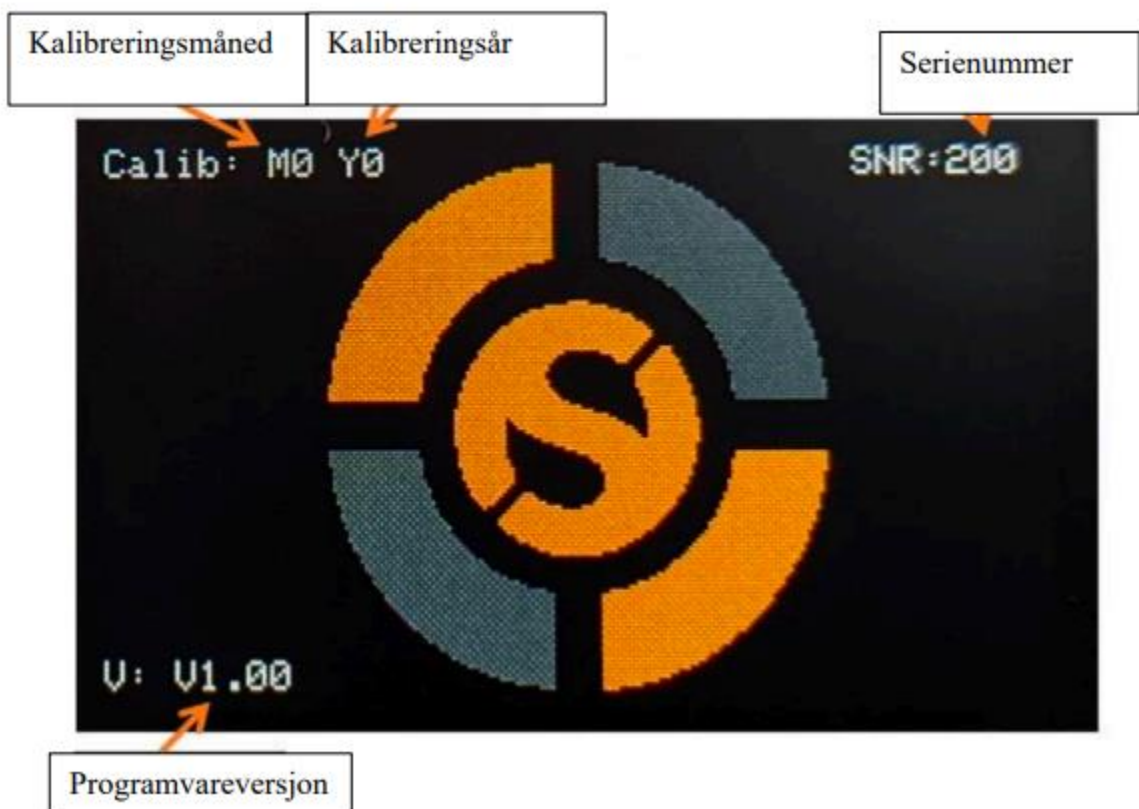 Kalibreringsmåned
Kalibreringsår
Serienummer
Calib: M0 Y0
SNR:200
S
V: V1.00
Programvareversjon